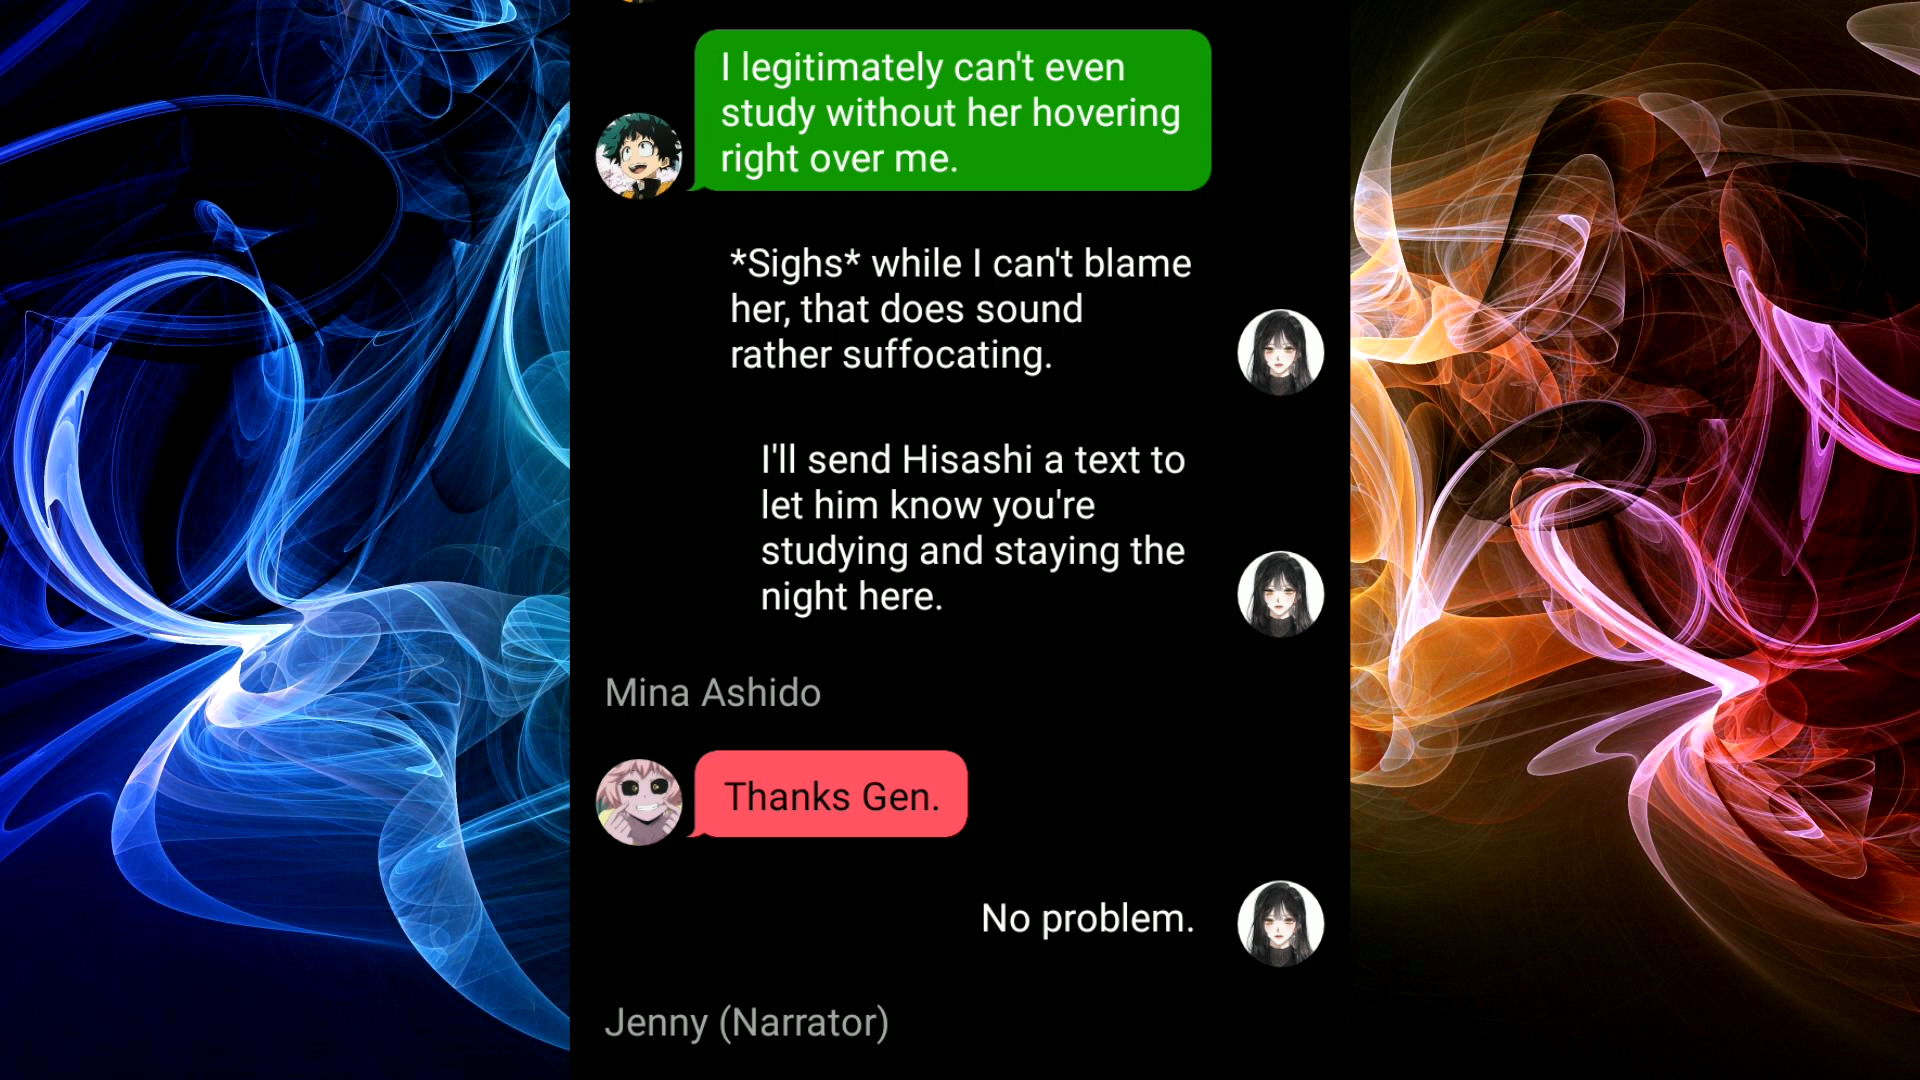 I legitimately can't even
study without her hovering
right over me.
*Sighs* while I can't blame
her, that does sound
rather suffocating.
I'll send Hisashi a text to
let him know you're
studying and staying the
night here.
Mina Ashido
Thanks Gen.
No problem.
Jenny (Narrator)